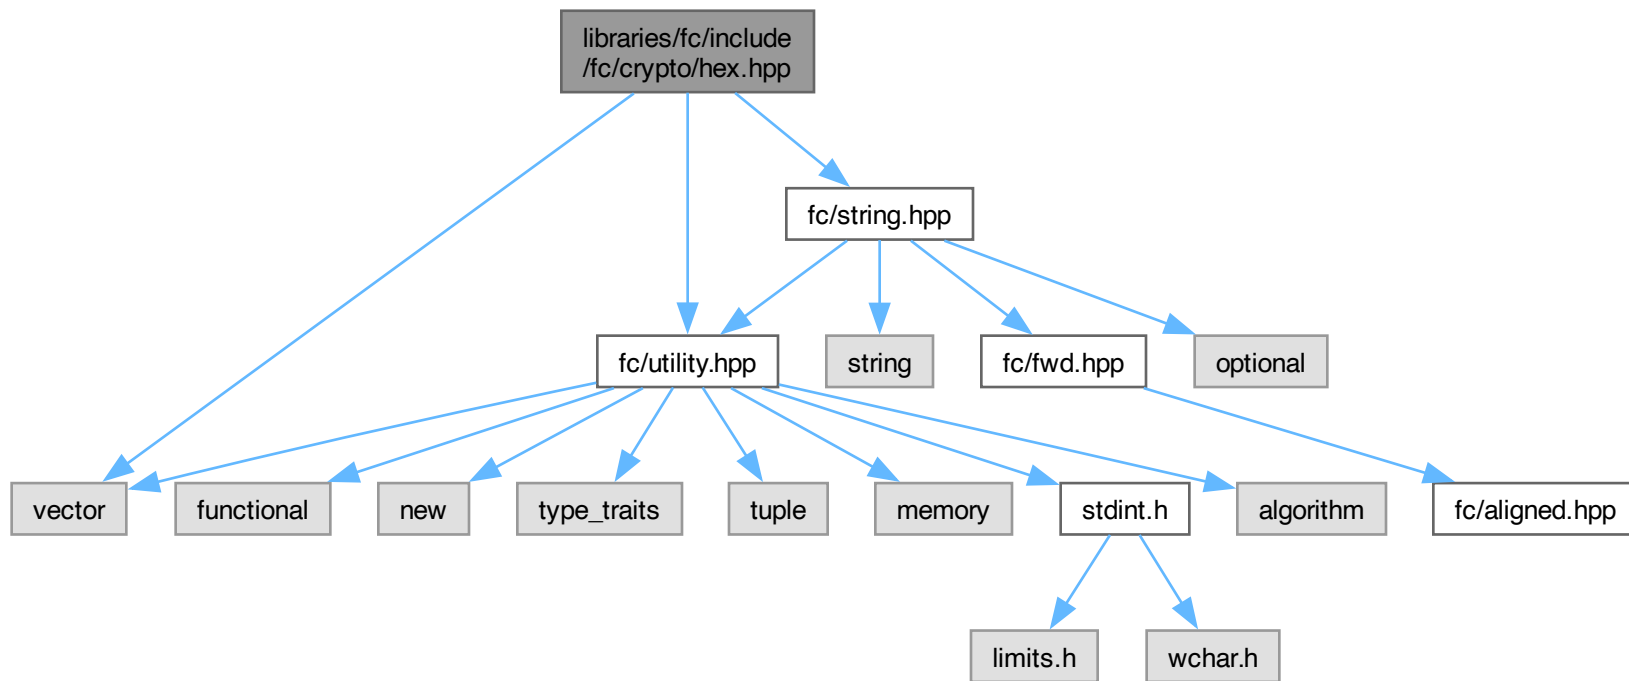 libraries/fc/include
/fc/crypto/hex.hpp
fc/string.hpp
fc/utility.hpp
string
fc/fwd.hpp
optional
vector
functional
new
type_traits
tuple
memory
stdint.h
algorithm
fc/aligned.hpp
limits.h
wchar.h